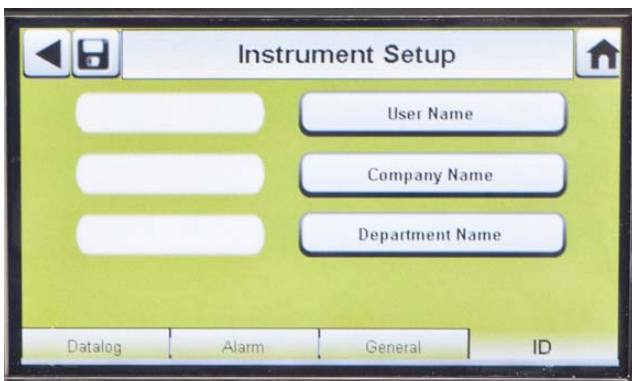 Instrument Setup
User Name
Company Name
Department Name
Datalog Alarm General ID